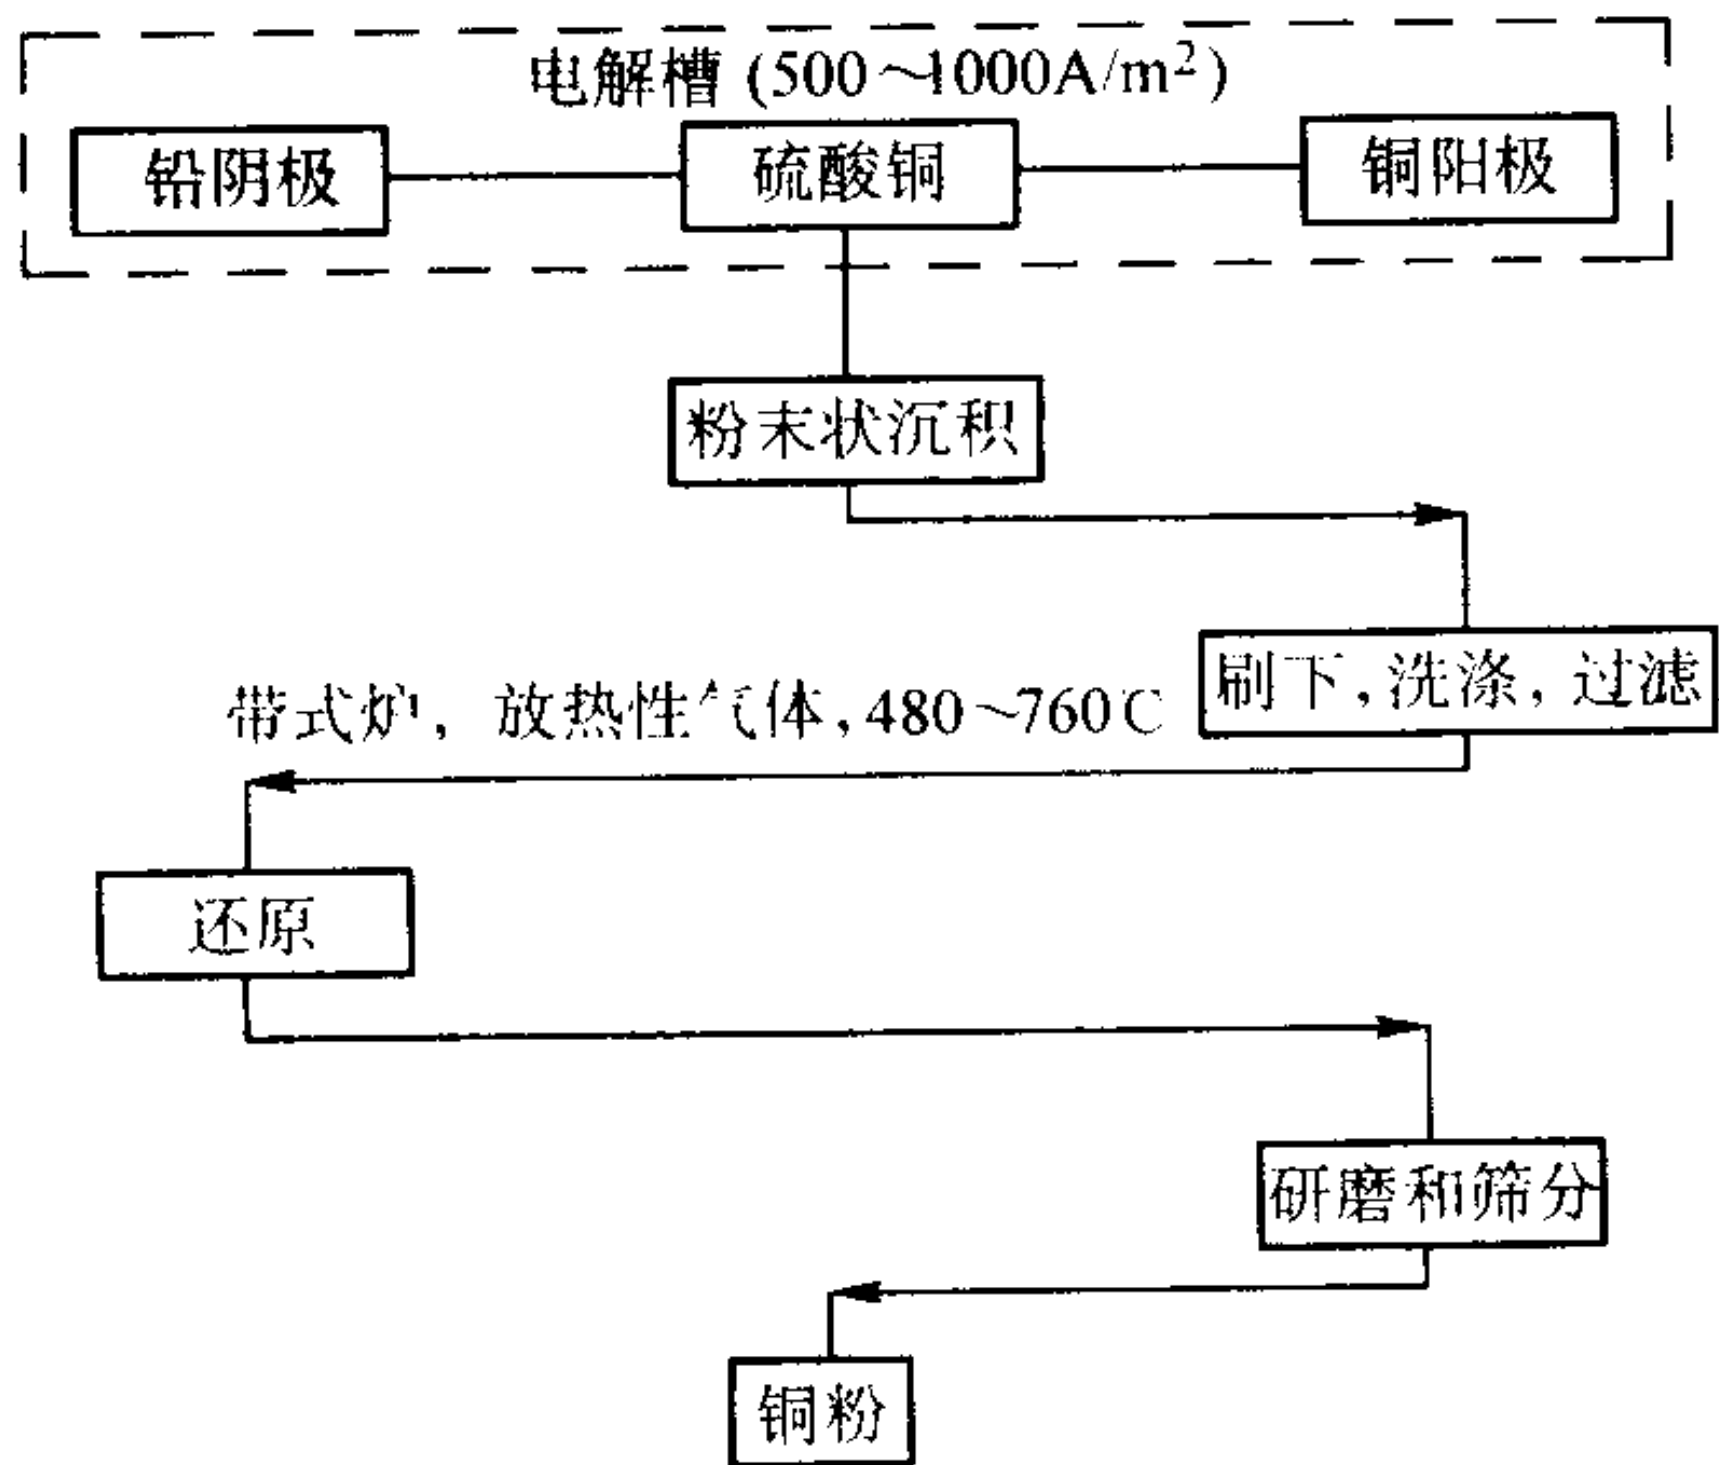 电解槽 (500～1000A/m²)
铅阴极
硫酸铜
铜阳极
粉末状沉积
刷下,洗涤,过滤
带式炉, 放热性气体,480～760℃
还原
研磨和筛分
铜粉